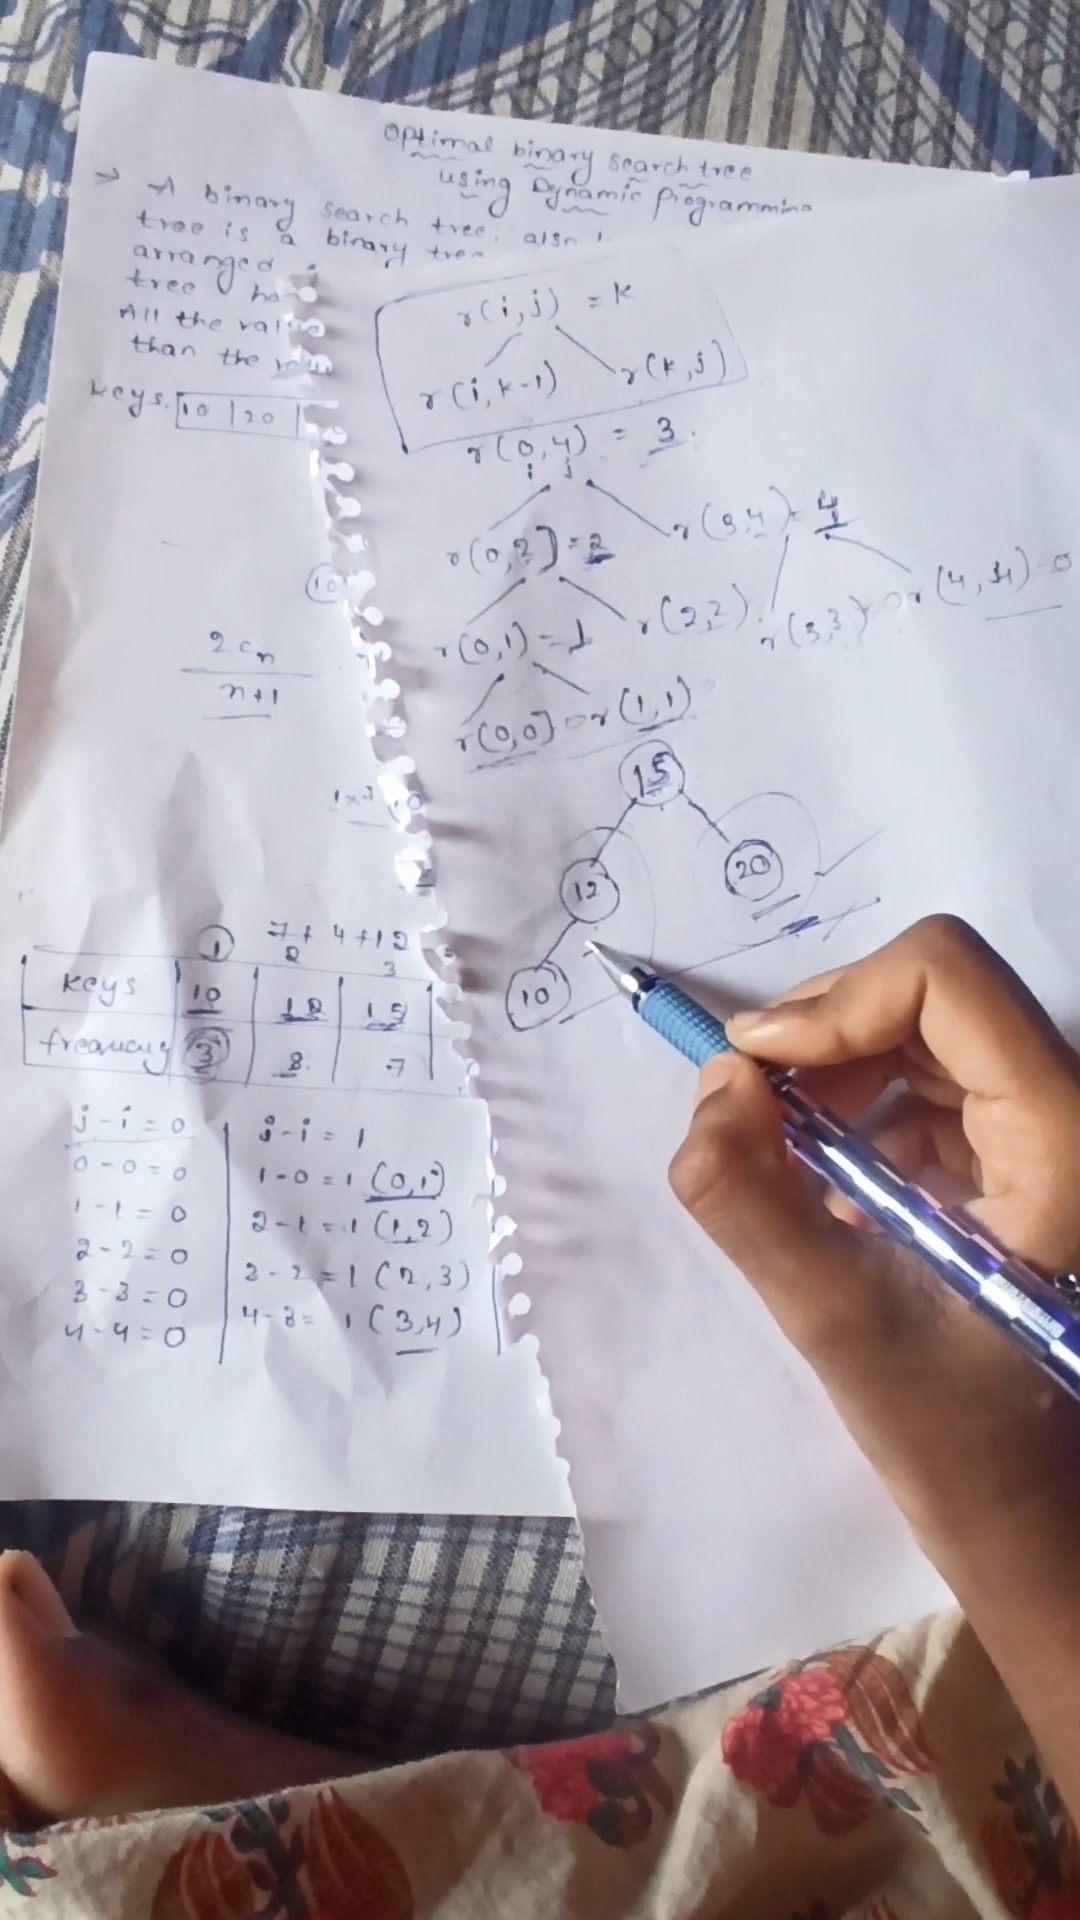 Optimal binary search tree
using Dynamic Programming
→ A binary search tree, also
tree is a binary tree
arranged
tree
All the value
than the
keys. 10 | 20 |
r(i,j) = k
r(i,k-1) r(k,j)
r(0,4) = 3
i j
r(0,2] = 2 r(3,4) = 4
r(0,1) = 1 r(2,2) r(3,3) = 0 r(4,4) = 0
r(0,0] = 0 r(1,1)
10
2cn
n+1
15
12 20
10
1 7+ 4+12
2 3
keys 10 12 15
frequency 3 8. 7
j-i=0
0-0=0
1-1=0
2-2=0
3-3=0
4-4=0
j-i = 1
1-0=1 (0,1)
2-1=1 (1,2)
3-2=1 (2,3)
4-3= 1 (3,4)